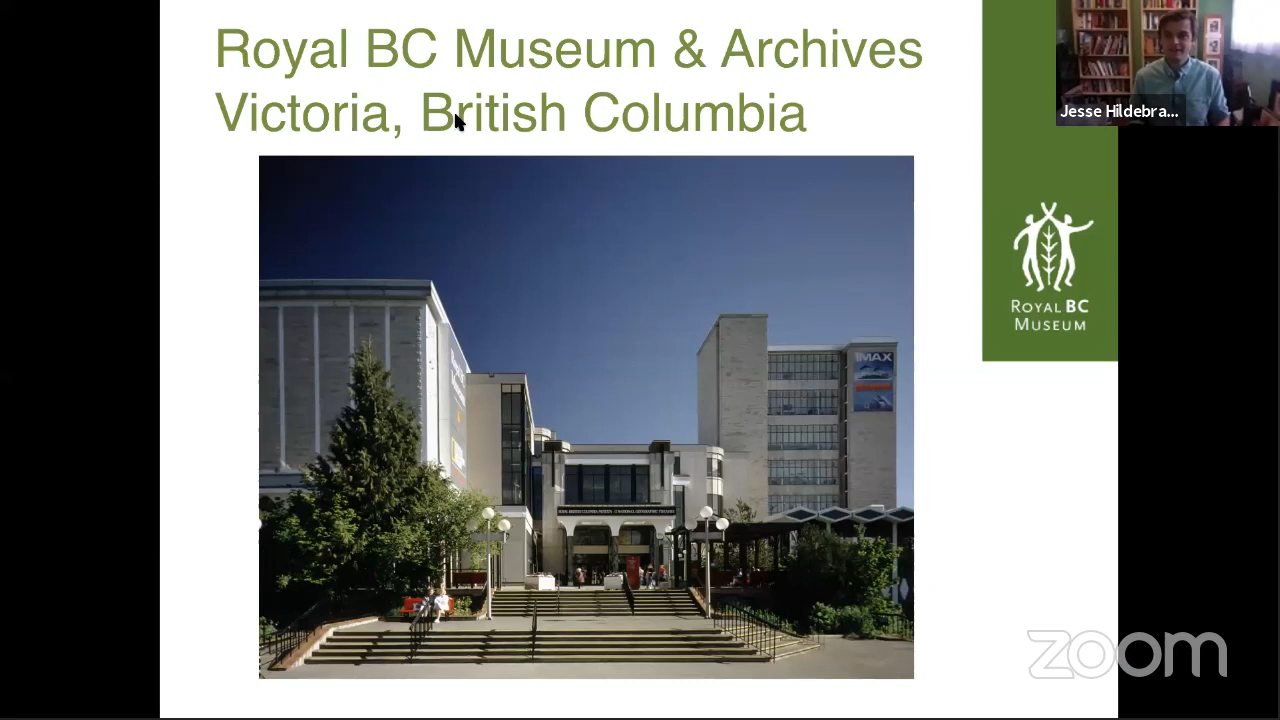 Royal BC Museum & Archives
Victoria, British Columbia
Jesse Hildebra...
ROYAL BC
MUSEUM
IMAX
zoom